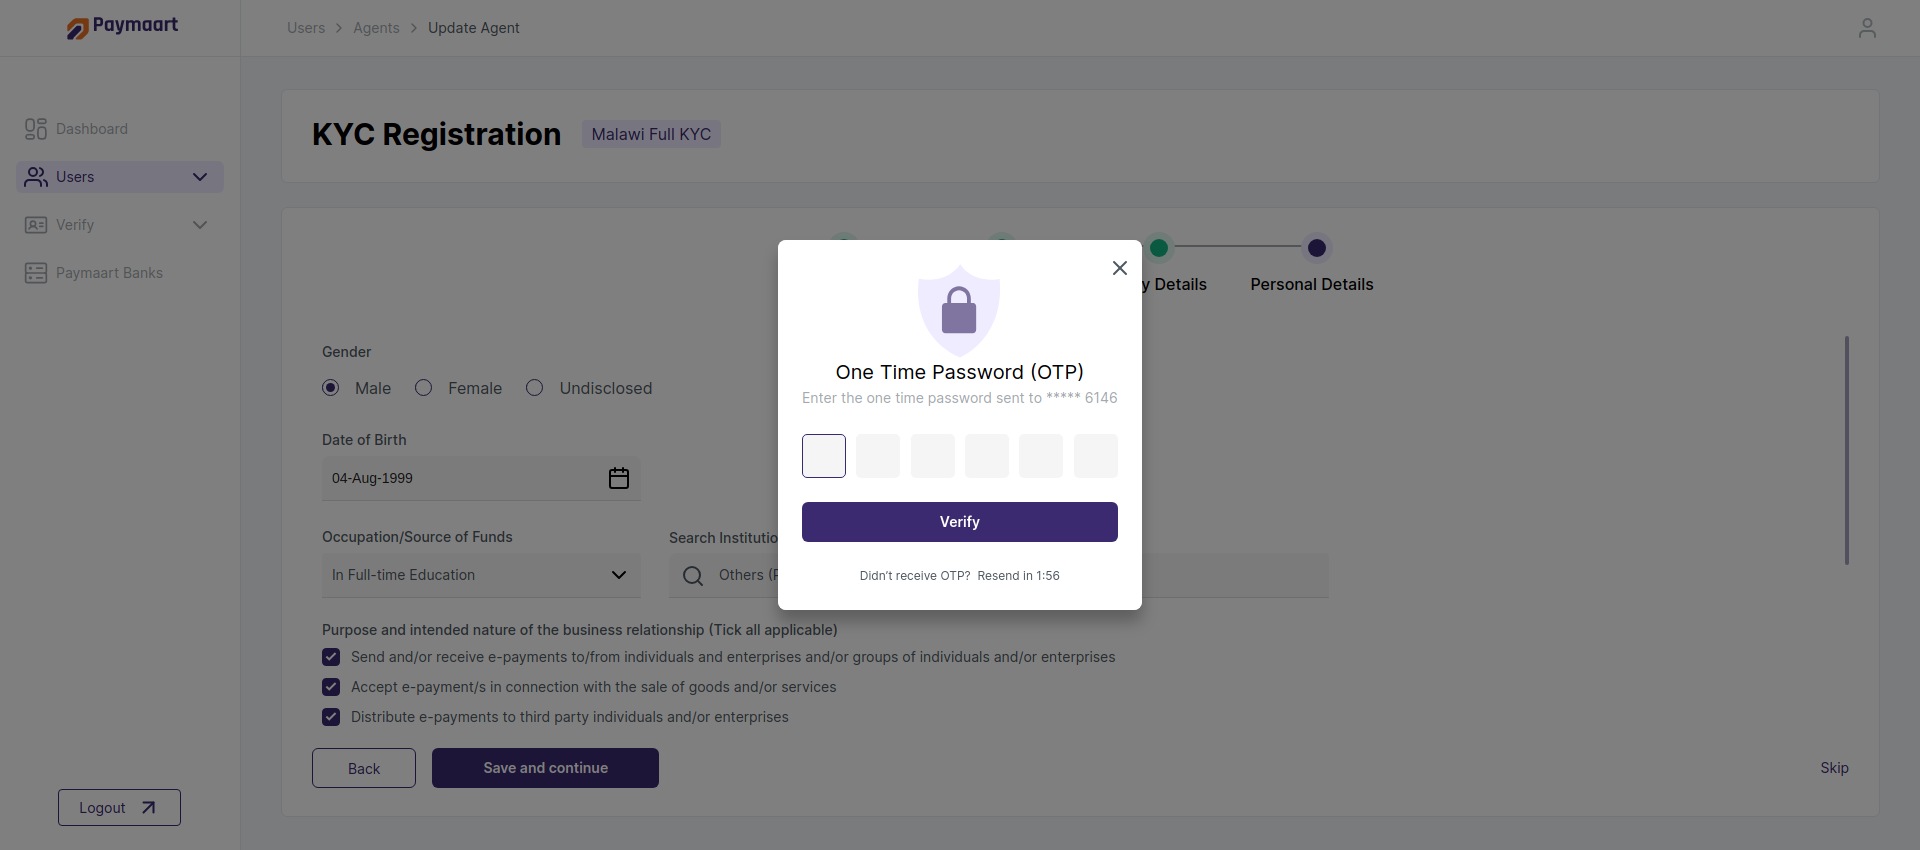 Paymaart
Users > Agents > Update Agent
Dashboard
Users
Verify
Paymaart Banks
Logout
KYC Registration
Malawi Full KYC
y Details
Personal Details
Gender
Male
Female
Undisclosed
Date of Birth
04-Aug-1999
Occupation/Source of Funds
In Full-time Education
Search Institutio
Others (P
Purpose and intended nature of the business relationship (Tick all applicable)
Send and/or receive e-payments to/from individuals and enterprises and/or groups of individuals and/or enterprises
Accept e-payment/s in connection with the sale of goods and/or services
Distribute e-payments to third party individuals and/or enterprises
Back
Save and continue
Skip
One Time Password (OTP)
Enter the one time password sent to ***** 6146
Verify
Didn't receive OTP? Resend in 1:56